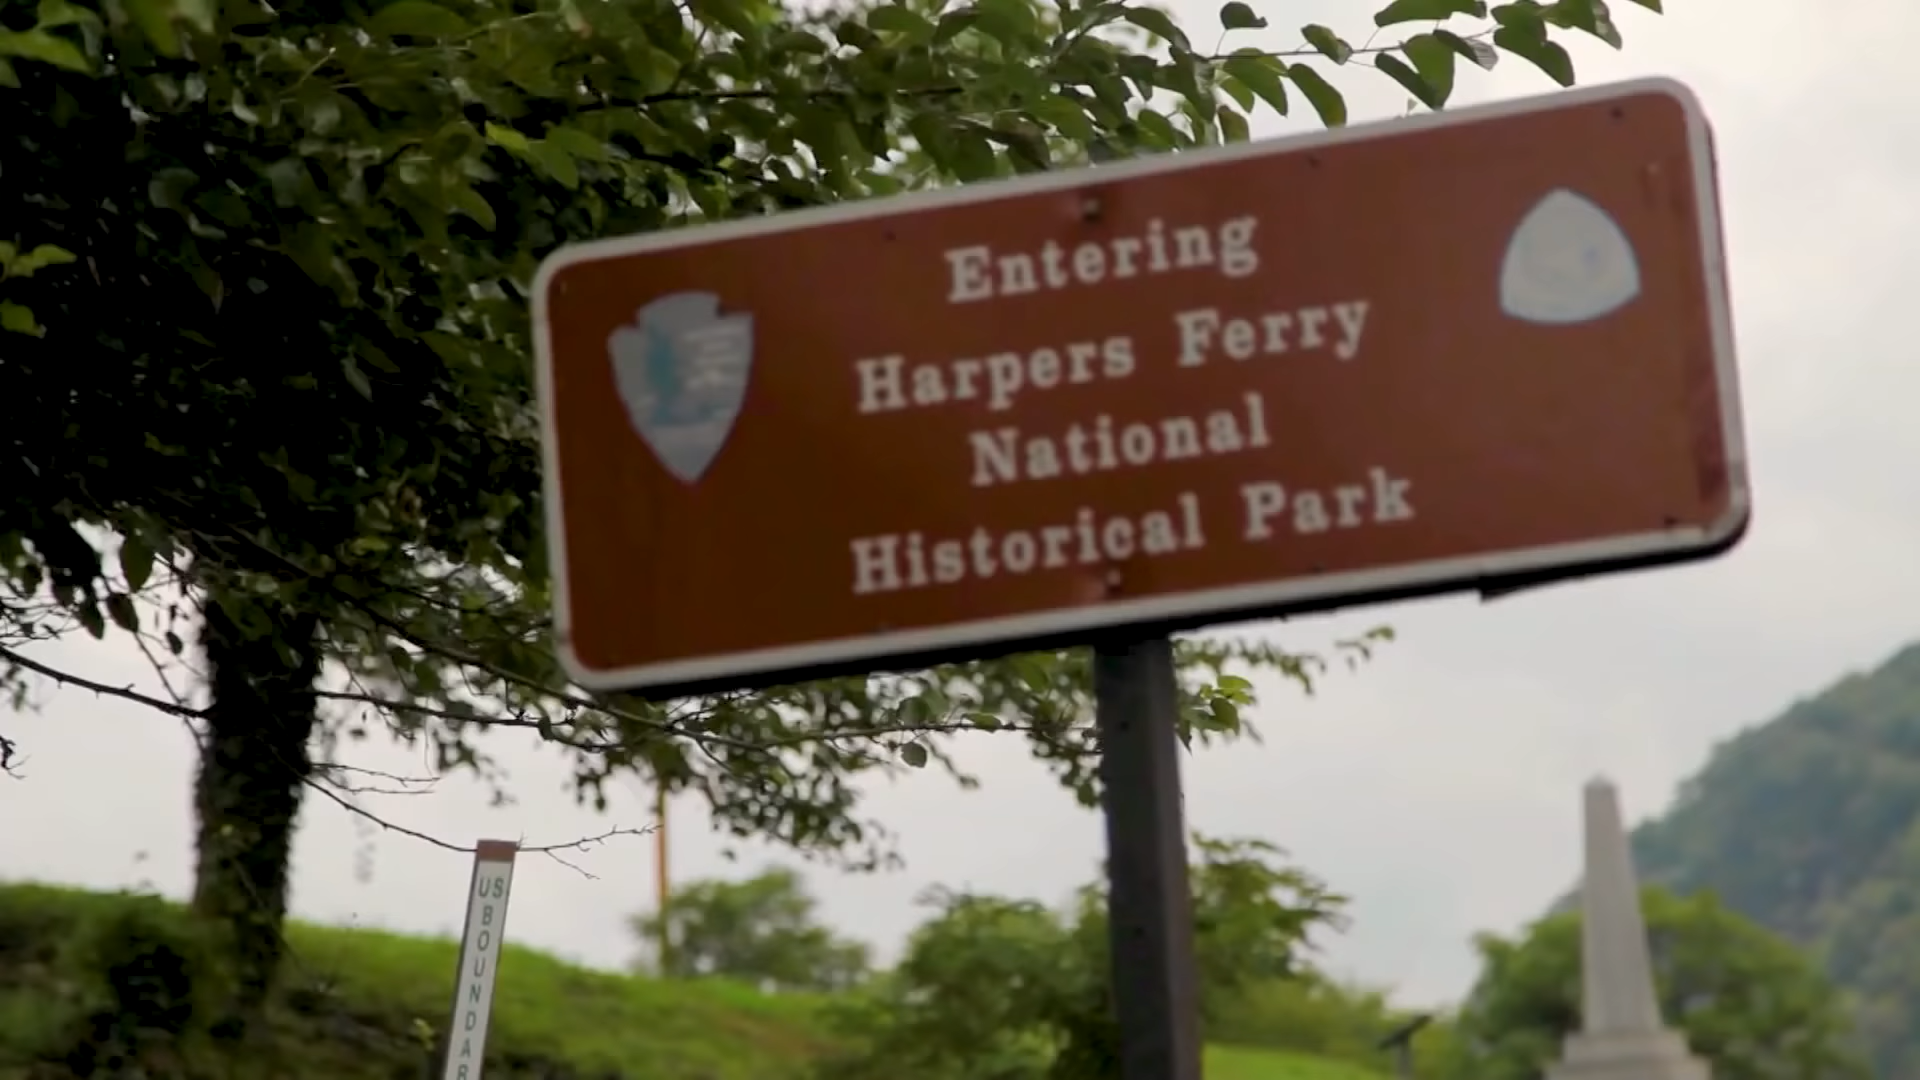 Entering
Harpers Ferry
National
Historical Park
US
BOUNDAR